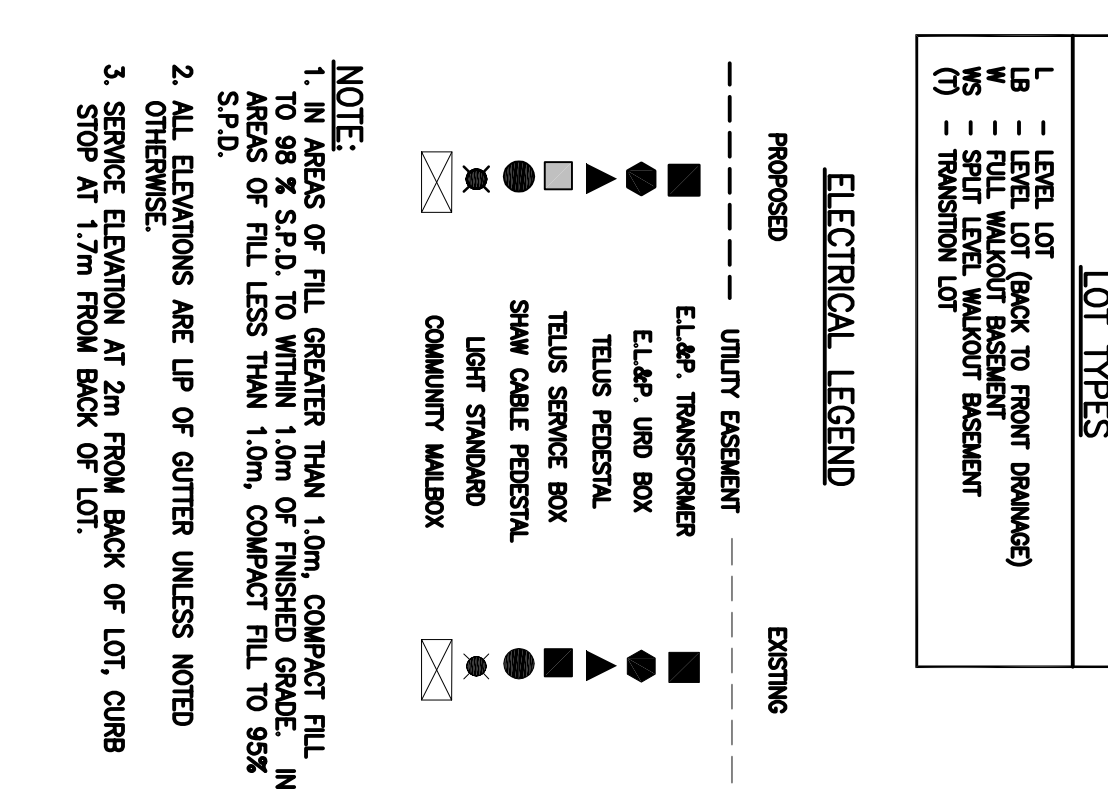 LOT TYPES
L - LEVEL LOT
LB - LEVEL LOT (BACK TO FRONT DRAINAGE)
W - FULL WALKOUT BASEMENT
WS - SPLIT LEVEL WALKOUT BASEMENT
(T) - TRANSITION LOT
ELECTRICAL LEGEND
PROPOSED EXISTING
UTILITY EASEMENT
E.L.&P. TRANSFORMER
E.L.&P. URD BOX
TELUS PEDESTAL
TELUS SERVICE BOX
SHAW CABLE PEDESTAL
LIGHT STANDARD
COMMUNITY MAILBOX
NOTE:
1. IN AREAS OF FILL GREATER THAN 1.0m, COMPACT FILL
TO 98 % S.P.D. TO WITHIN 1.0m OF FINISHED GRADE. IN
AREAS OF FILL LESS THAN 1.0m, COMPACT FILL TO 95%
S.P.D.
2. ALL ELEVATIONS ARE LIP OF GUTTER UNLESS NOTED
OTHERWISE.
3. SERVICE ELEVATION AT 2m FROM BACK OF LOT, CURB
STOP AT 1.7m FROM BACK OF LOT.